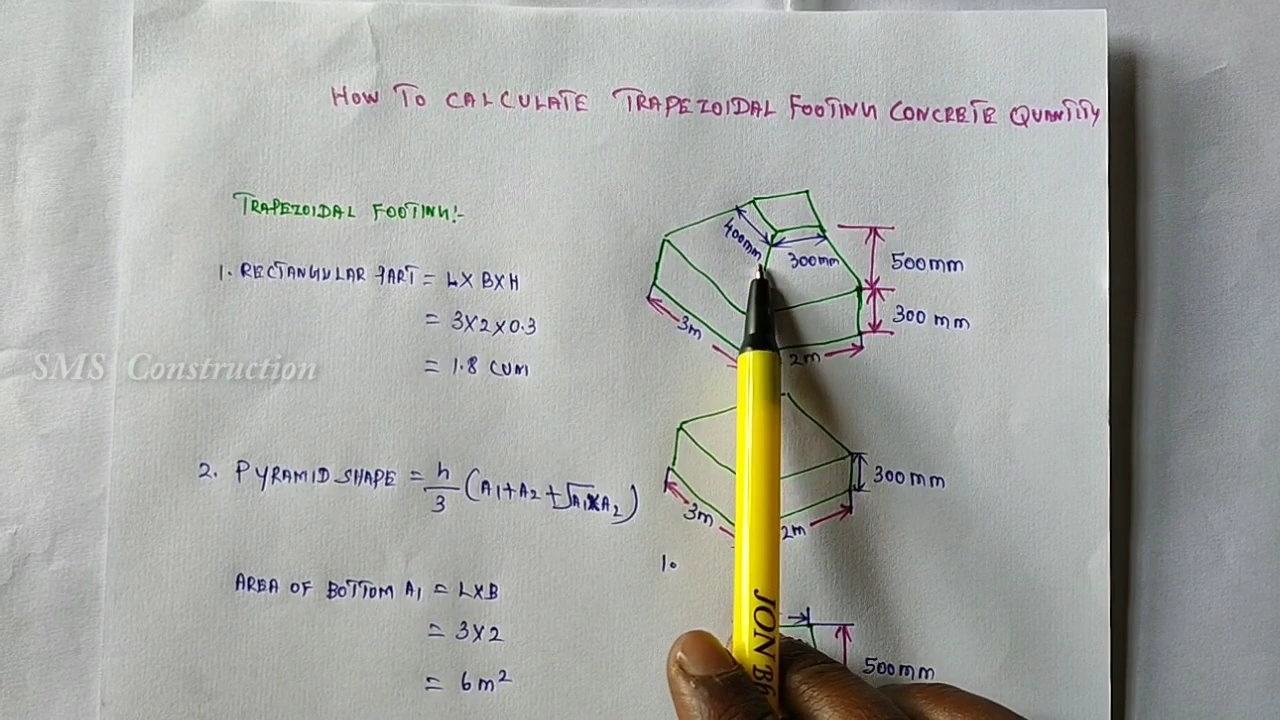 HOW TO CALCULATE TRAPEZOIDAL FOOTING CONCRETE QUANTITY
TRAPEZOIDAL FOOTING:-
1. RECTANGULAR PART = L X B X H
= 3X2X0.3
= 1.8 CUM
SMS Construction
2. PYRAMID SHAPE = h/3 (A1+A2+√A1XA2)
AREA OF BOTTOM A1 = LXB
= 3X2
= 6m²
400mm
300mm
500mm
300 mm
3m
2m
300mm
3m
2m
1.
500mm
JON Bh